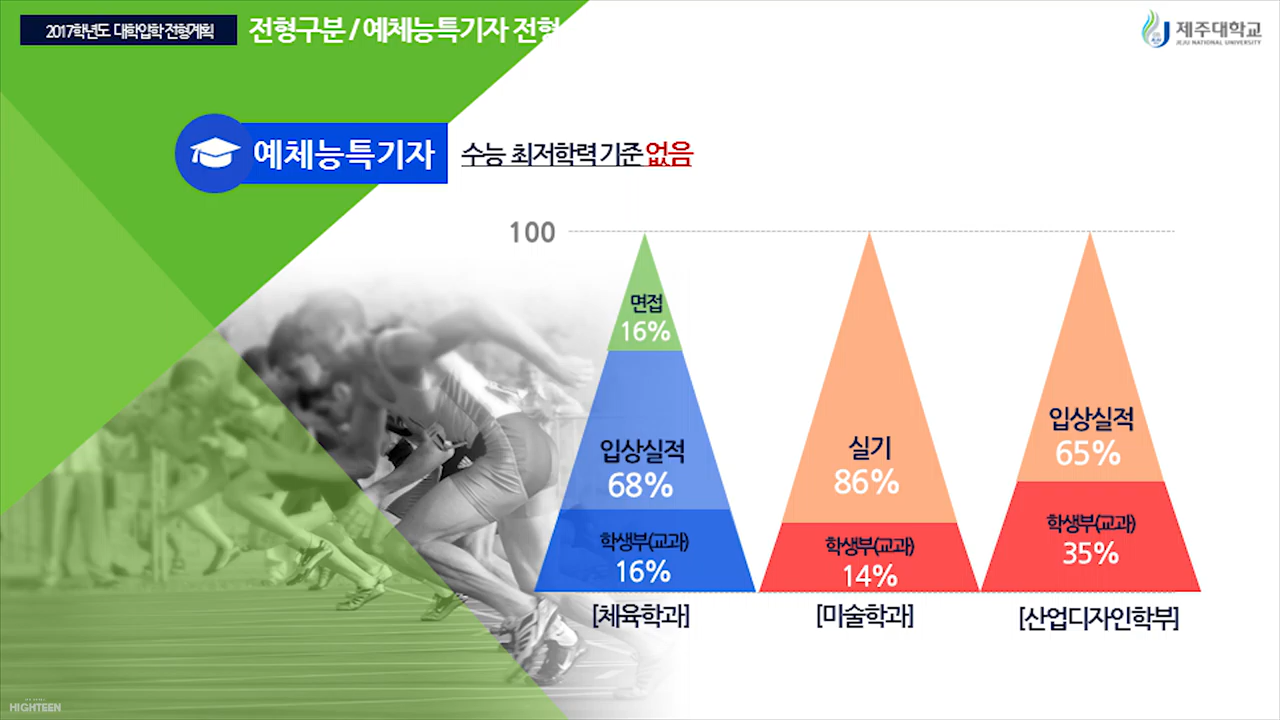 2017학년도 대학입학 전형계획
전형구분 / 예체능특기자 전형
제주대학교
JEJU NATIONAL UNIVERSITY
예체능특기자
수능 최저학력 기준 없음
100
면접
16%
입상실적
68%
학생부(교과)
16%
[체육학과]
실기
86%
학생부(교과)
14%
[미술학과]
입상실적
65%
학생부(교과)
35%
[산업디자인학부]
HIGHTEEN